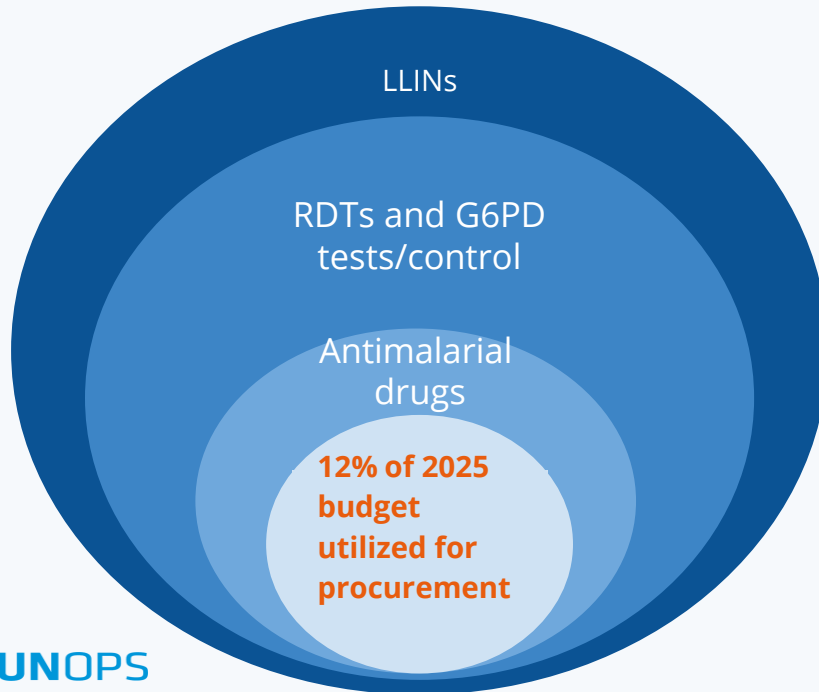 LLINs
RDTs and G6PD
tests/control
Antimalarial
drugs
12% of 2025
budget
utilized for
procurement
UNOPS